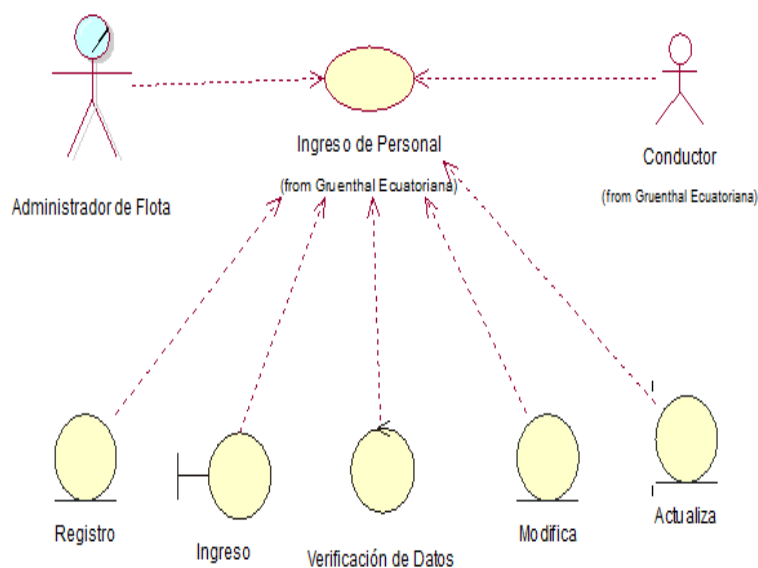 Ingreso de Personal
(from Gruenthal Ecuatoriana)
Administrador de Flota
Conductor
(from Gruenthal Ecuatoriana)
Registro
Ingreso
Verificación de Datos
Modifica
Actualiza